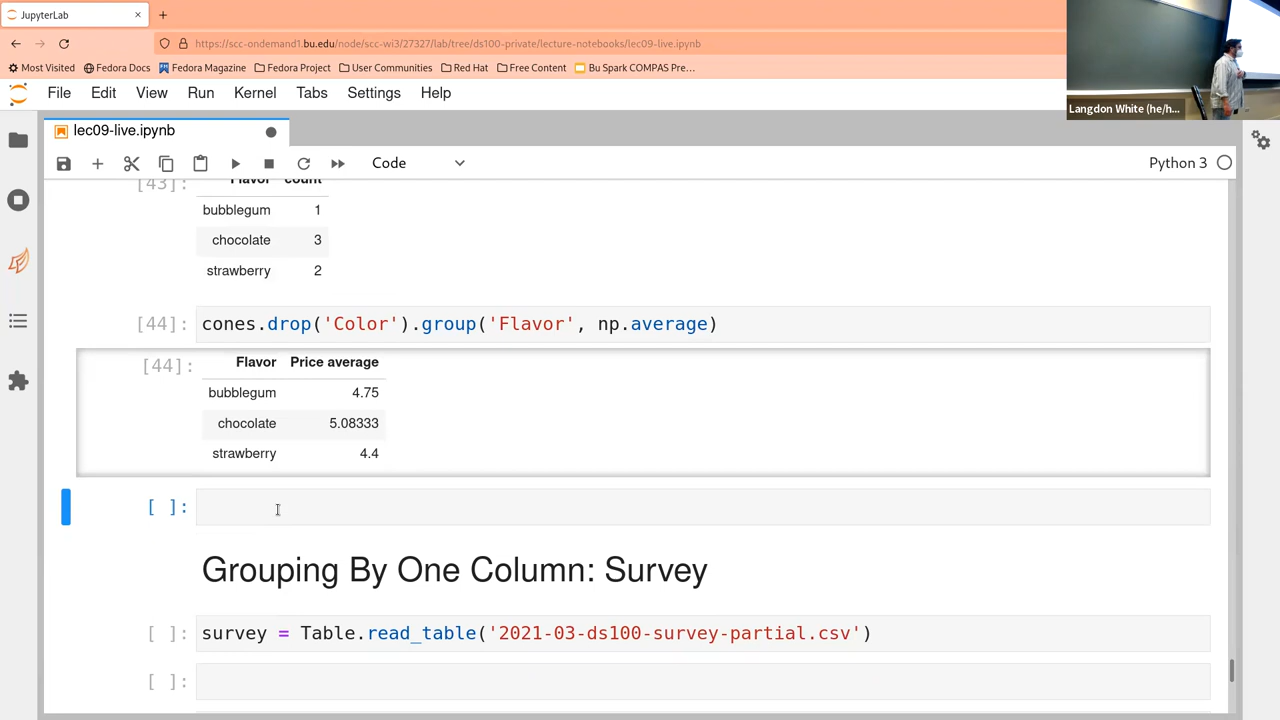 JupyterLab
https://scc-ondemand1.bu.edu/node/scc-wi3/27327/lab/tree/ds100-private/lecture-notebooks/lec09-live.ipynb
Most Visited Fedora Docs Fedora Magazine Fedora Project User Communities Red Hat Free Content Bu Spark COMPAS Pre…
Langdon White (he/h...
File Edit View Run Kernel Tabs Settings Help
lec09-live.ipynb
Code Python 3
[43]: Flavor count
bubblegum 1
chocolate 3
strawberry 2
[44]: cones.drop('Color').group('Flavor', np.average)
[44]: Flavor Price average
bubblegum 4.75
chocolate 5.08333
strawberry 4.4
[ ]:
Grouping By One Column: Survey
[ ]: survey = Table.read_table('2021-03-ds100-survey-partial.csv')
[ ]: